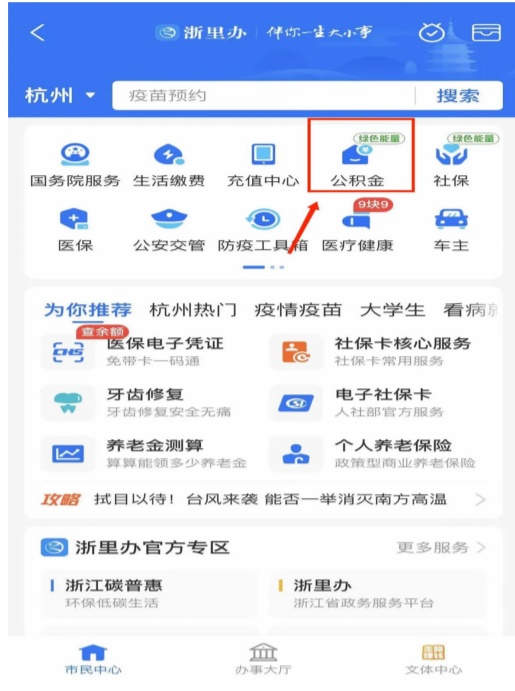 浙里办 伴你一生大小事
杭州 疫苗预约 搜索
绿色能量 绿色能量
国务院服务 生活缴费 充值中心 公积金 社保
9块9
医保 公安交管 防疫工具箱 医疗健康 车主
为你推荐 杭州热门 疫情疫苗 大学生 看病
查余额
医保电子凭证 社保卡核心服务
免带卡一码通 社保卡常用服务
牙齿修复 电子社保卡
牙齿修复安全无痛 人社部官方服务
养老金测算 个人养老保险
算算能领多少养老金 政策型商业养老保险
攻略 拭目以待！台风来袭 能否一举消灭南方高温
浙里办官方专区 更多服务
浙江碳普惠 浙里办
环保低碳生活 浙江省政务服务平台
市民中心 办事大厅 文体中心